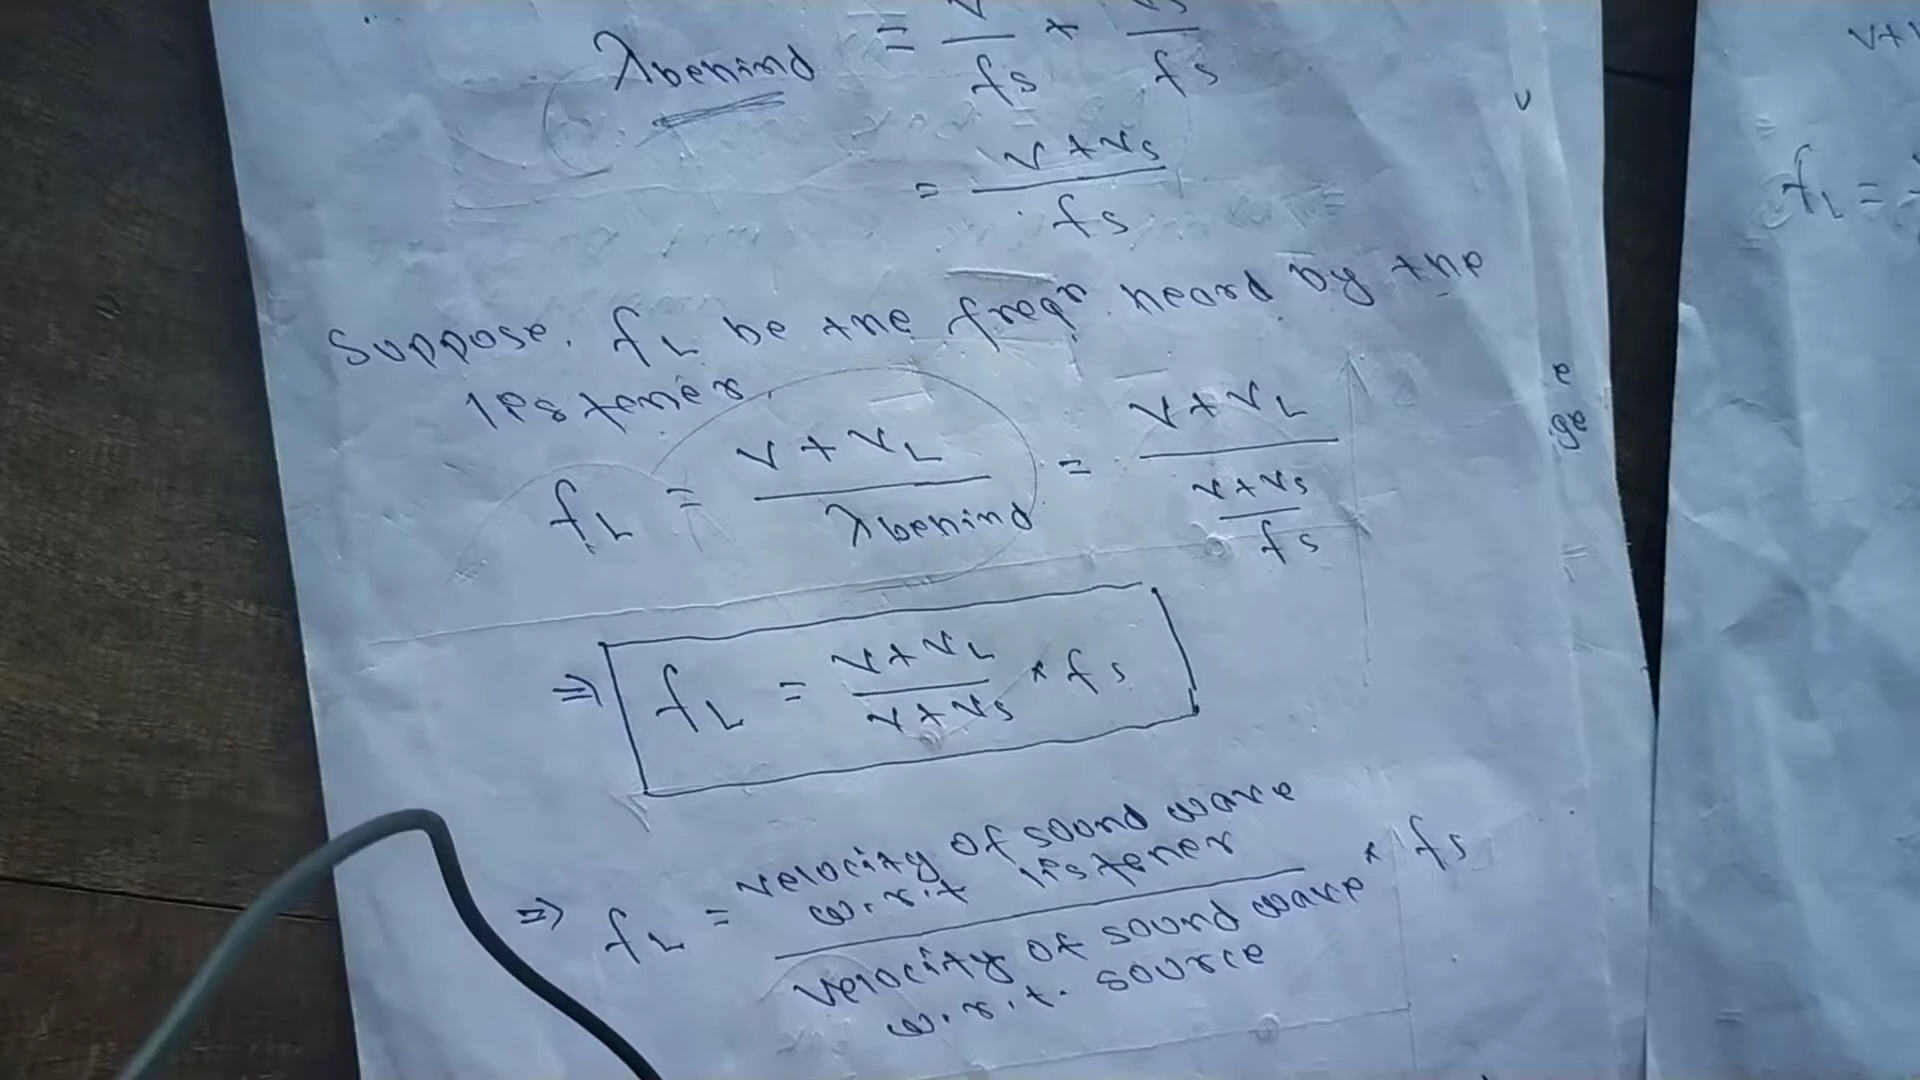 λbehind = V/fs + Vs/fs
= V+Vs/fs
Suppose. fL be the freqn. heard by the
listener.
fL = V+VL/λbehind = V+VL/V+Vs/fs
⇒ fL = V+VL/V+Vs * fs
⇒ fL = velocity of sound wave w.r.t listener/velocity of sound wave w.r.t. source * fs
fL =